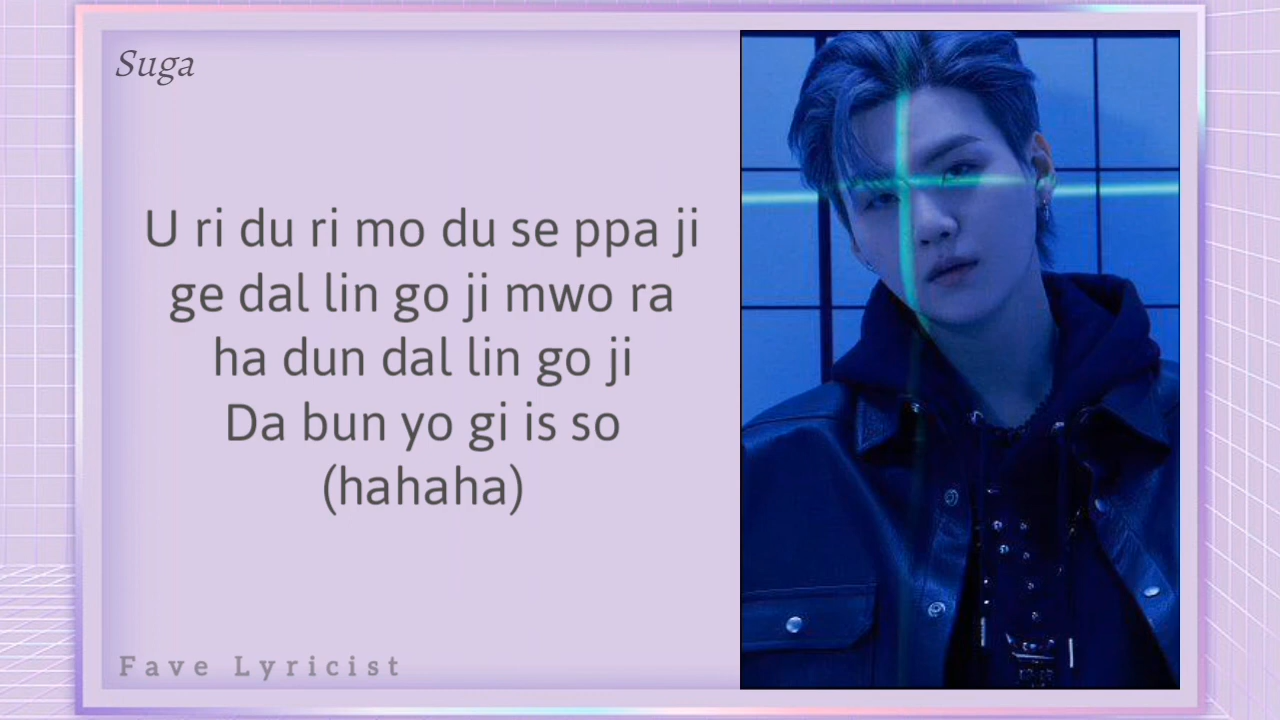 Suga
U ri du ri mo du se ppa ji
ge dal lin go ji mwo ra
ha dun dal lin go ji
Da bun yo gi is so
(hahaha)
Fave Lyricist